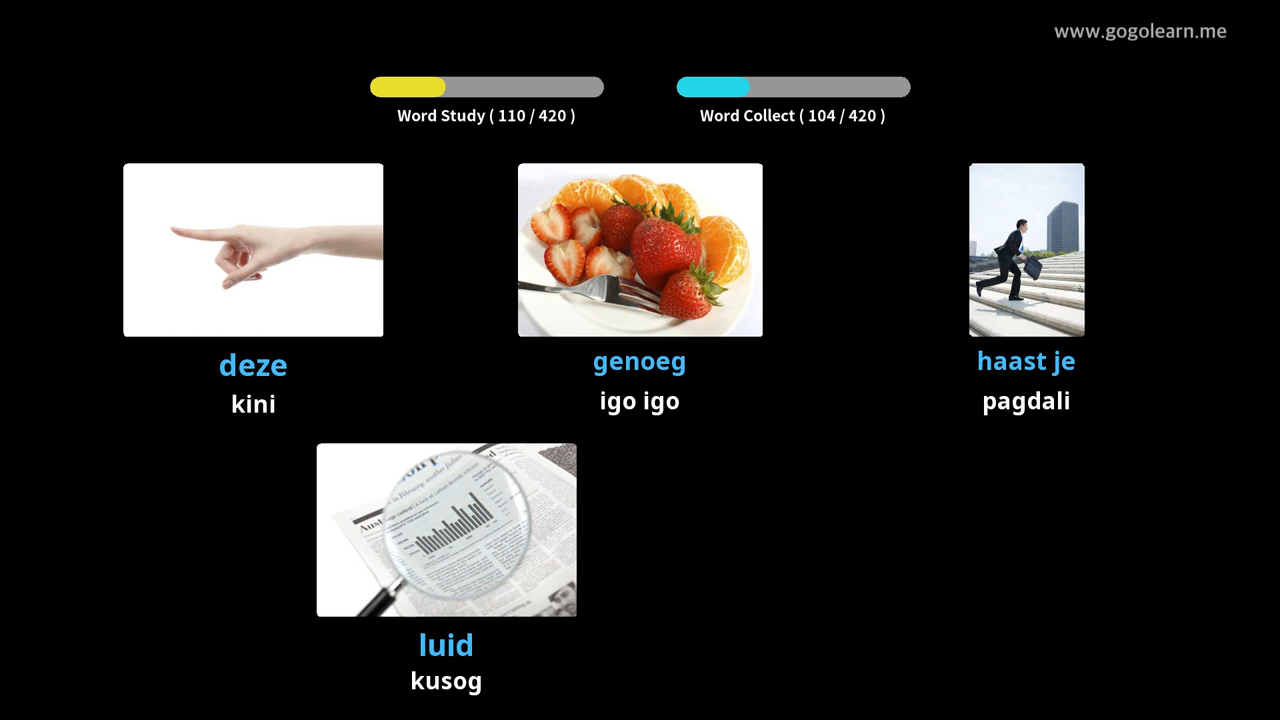 www.gogolearn.me
Word Study ( 110 / 420 )
Word Collect ( 104 / 420 )
deze
kini
genoeg
igo igo
haast je
pagdali
luid
kusog